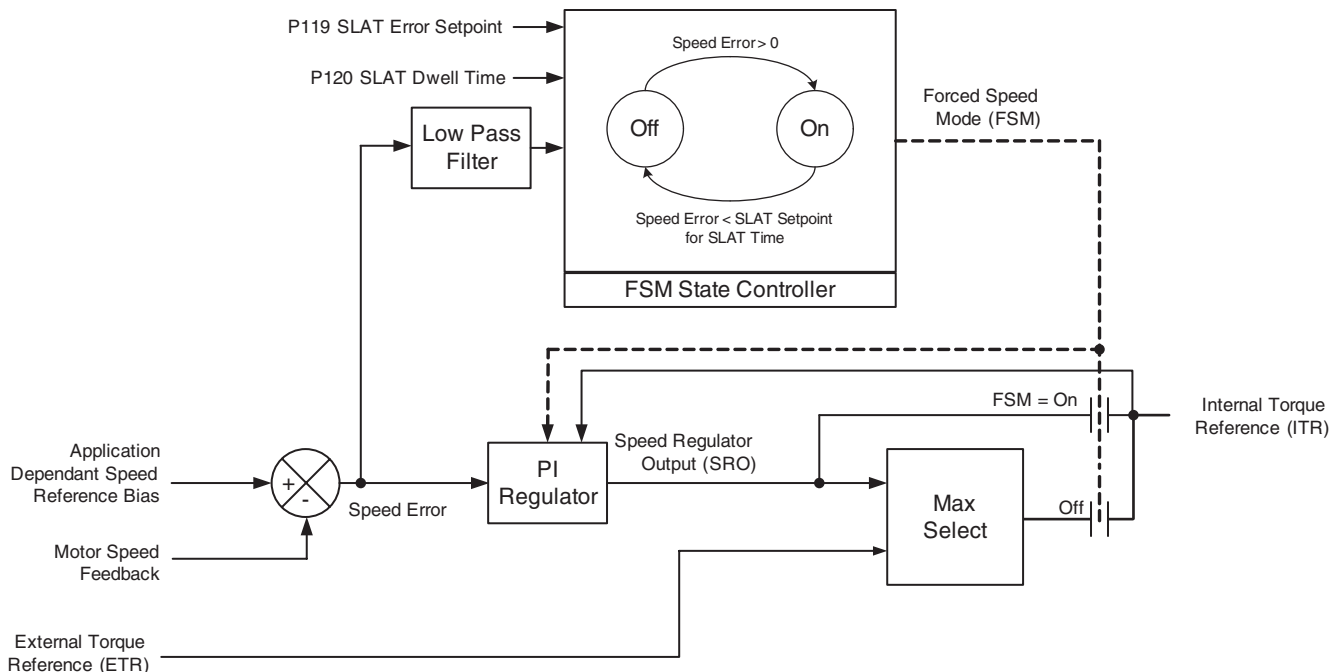 P119 SLAT Error Setpoint
P120 SLAT Dwell Time
Low Pass
Filter
Speed Error > 0
Off
On
Speed Error < SLAT Setpoint
for SLAT Time
FSM State Controller
Forced Speed
Mode (FSM)
FSM = On
Internal Torque
Reference (ITR)
Application
Dependant Speed
Reference Bias
+
-
Speed Error
PI
Regulator
Speed Regulator
Output (SRO)
Max
Select
Off
Motor Speed
Feedback
External Torque
Reference (ETR)